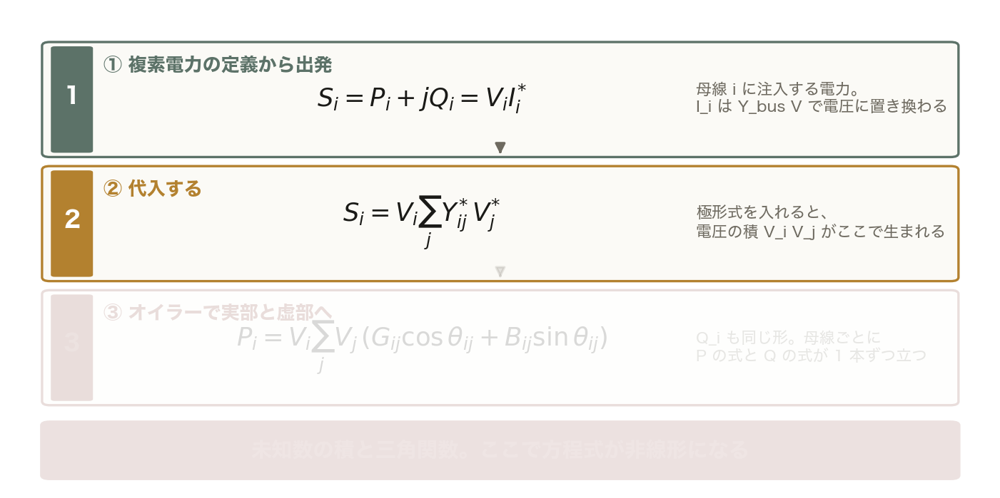 ① 複素電力の定義から出発
1
S_i = P_i + jQ_i = V_i I_i^*
母線 i に注入する電力。
I_i は Y_bus V で電圧に置き換わる
② 代入する
2
S_i = V_i ∑_j Y_{ij}^* V_j^*
極形式を入れると、
電圧の積 V_i V_j がここで生まれる
③ オイラーで実部と虚部へ
3
P_i = V_i ∑_j V_j (G_{ij} cos θ_{ij} + B_{ij} sin θ_{ij})
Q_i も同じ形。母線ごとに
P の式と Q の式が 1 本ずつ立つ
未知数の積と三角関数。ここで方程式が非線形になる